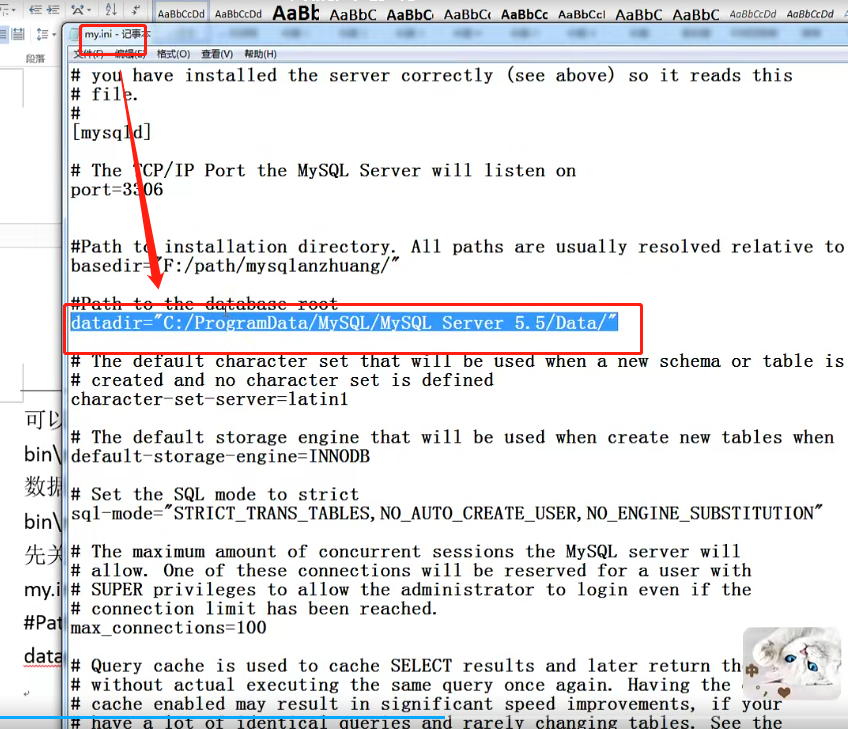 AaBbCcDd AaBbCcDd AaBb AaBbC AaBbC AaBbC AaBbCc AaBbCcI AaBbC AaBbC AaBbCcDd AaBbCcDd
段落
my.ini - 记事本
文件(F) 编辑(E) 格式(O) 查看(V) 帮助(H)
# you have installed the server correctly (see above) so it reads this
# file.
#
[mysqld]
# The TCP/IP Port the MySQL Server will listen on
port=3306
#Path to installation directory. All paths are usually resolved relative to
basedir="F:/path/mysqlanzhuang/"
#Path to the database root
datadir="C:/ProgramData/MySQL/MySQL Server 5.5/Data/"
# The default character set that will be used when a new schema or table is
# created and no character set is defined
character-set-server=latin1
# The default storage engine that will be used when create new tables when
default-storage-engine=INNODB
# Set the SQL mode to strict
sql-mode="STRICT_TRANS_TABLES,NO_AUTO_CREATE_USER,NO_ENGINE_SUBSTITUTION"
# The maximum amount of concurrent sessions the MySQL server will
# allow. One of these connections will be reserved for a user with
# SUPER privileges to allow the administrator to login even if the
# connection limit has been reached.
max_connections=100
# Query cache is used to cache SELECT results and later return th
# without actual executing the same query once again. Having the
# cache enabled may result in significant speed improvements, if your
# have a lot of identical queries and rarely changing tables. See the
可以
bin\
数据
bin\
先关
my.i
#Pat
data
中